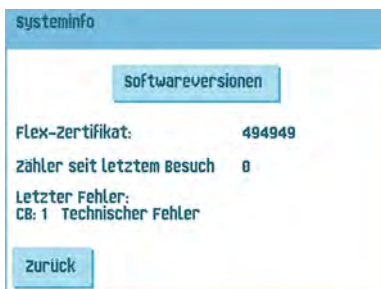 Systeminfo
Softwareversionen
Flex-Zertifikat: 494949
Zähler seit letztem Besuch 0
Letzter Fehler:
CB: 1 Technischer Fehler
Zurück